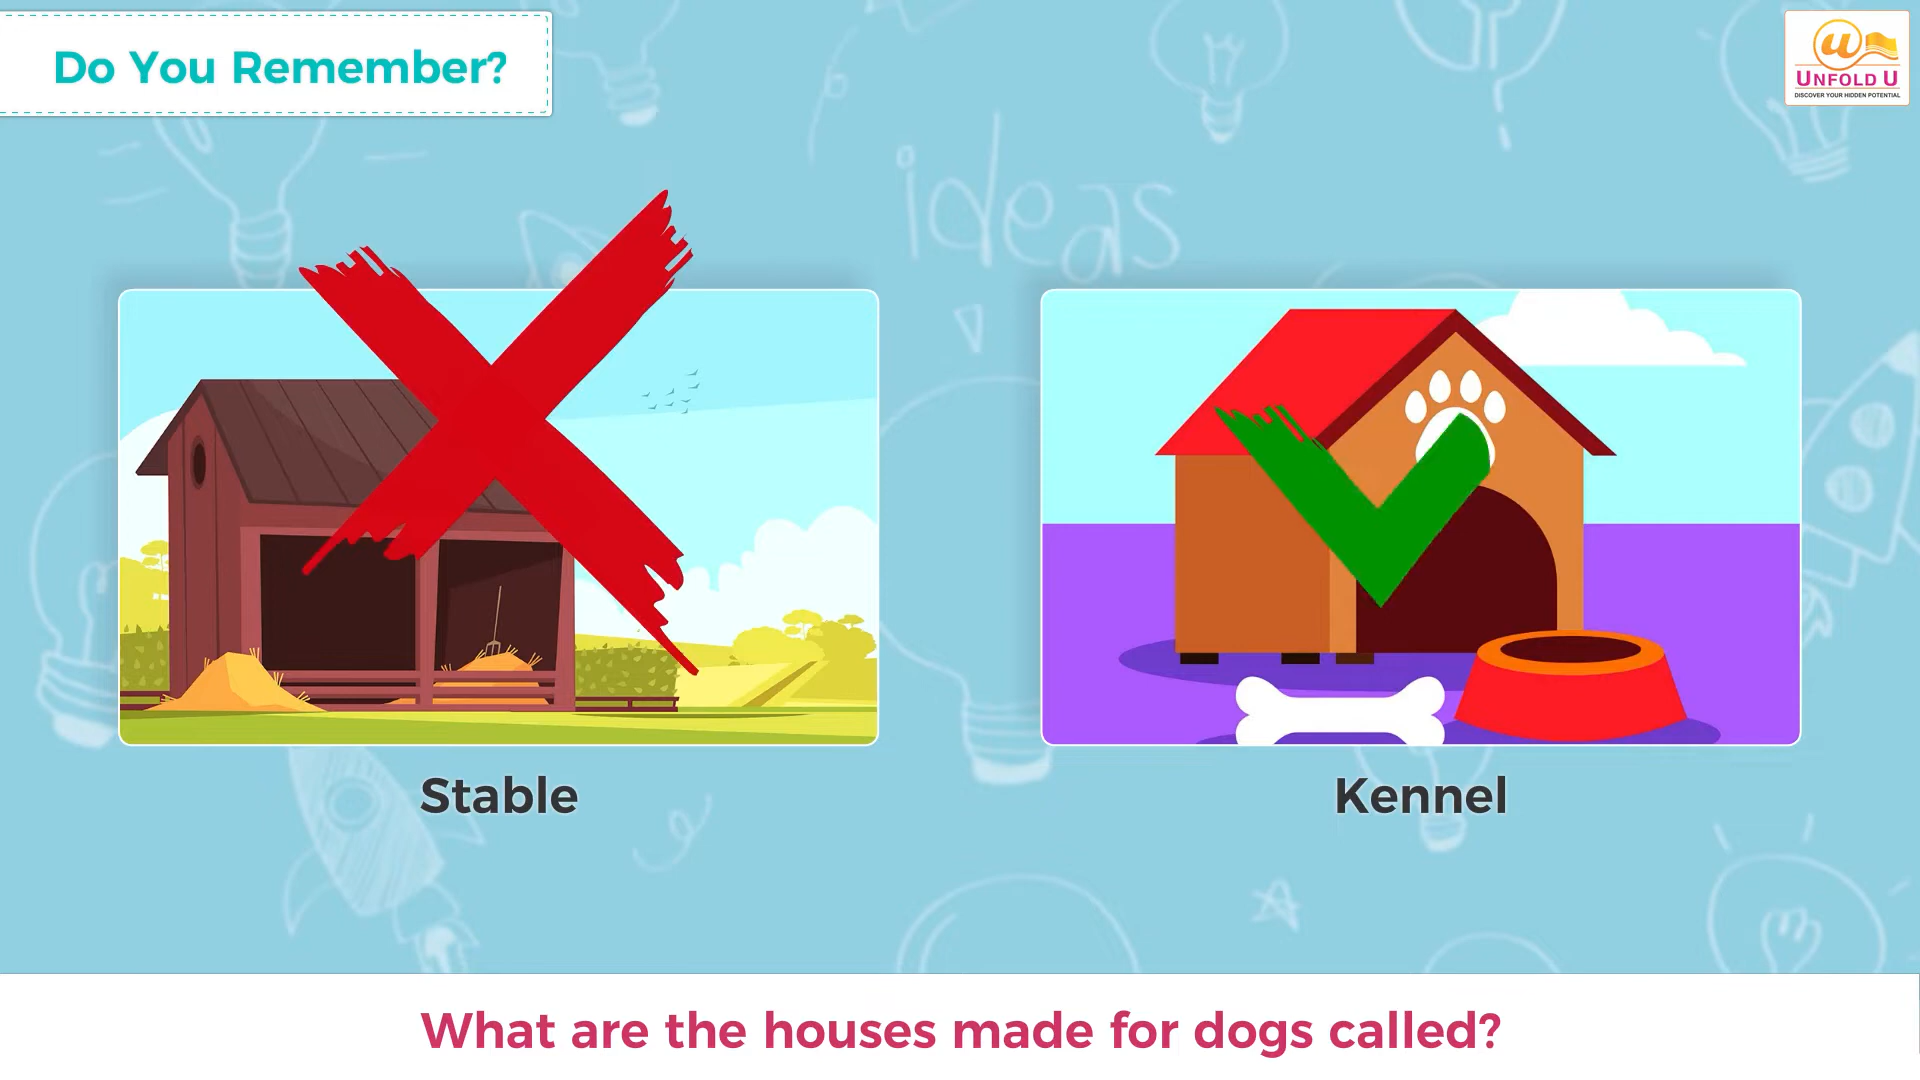 Do You Remember?
UNFOLD U
DISCOVER YOUR HIDDEN POTENTIAL
ideas
Stable
Kennel
What are the houses made for dogs called?